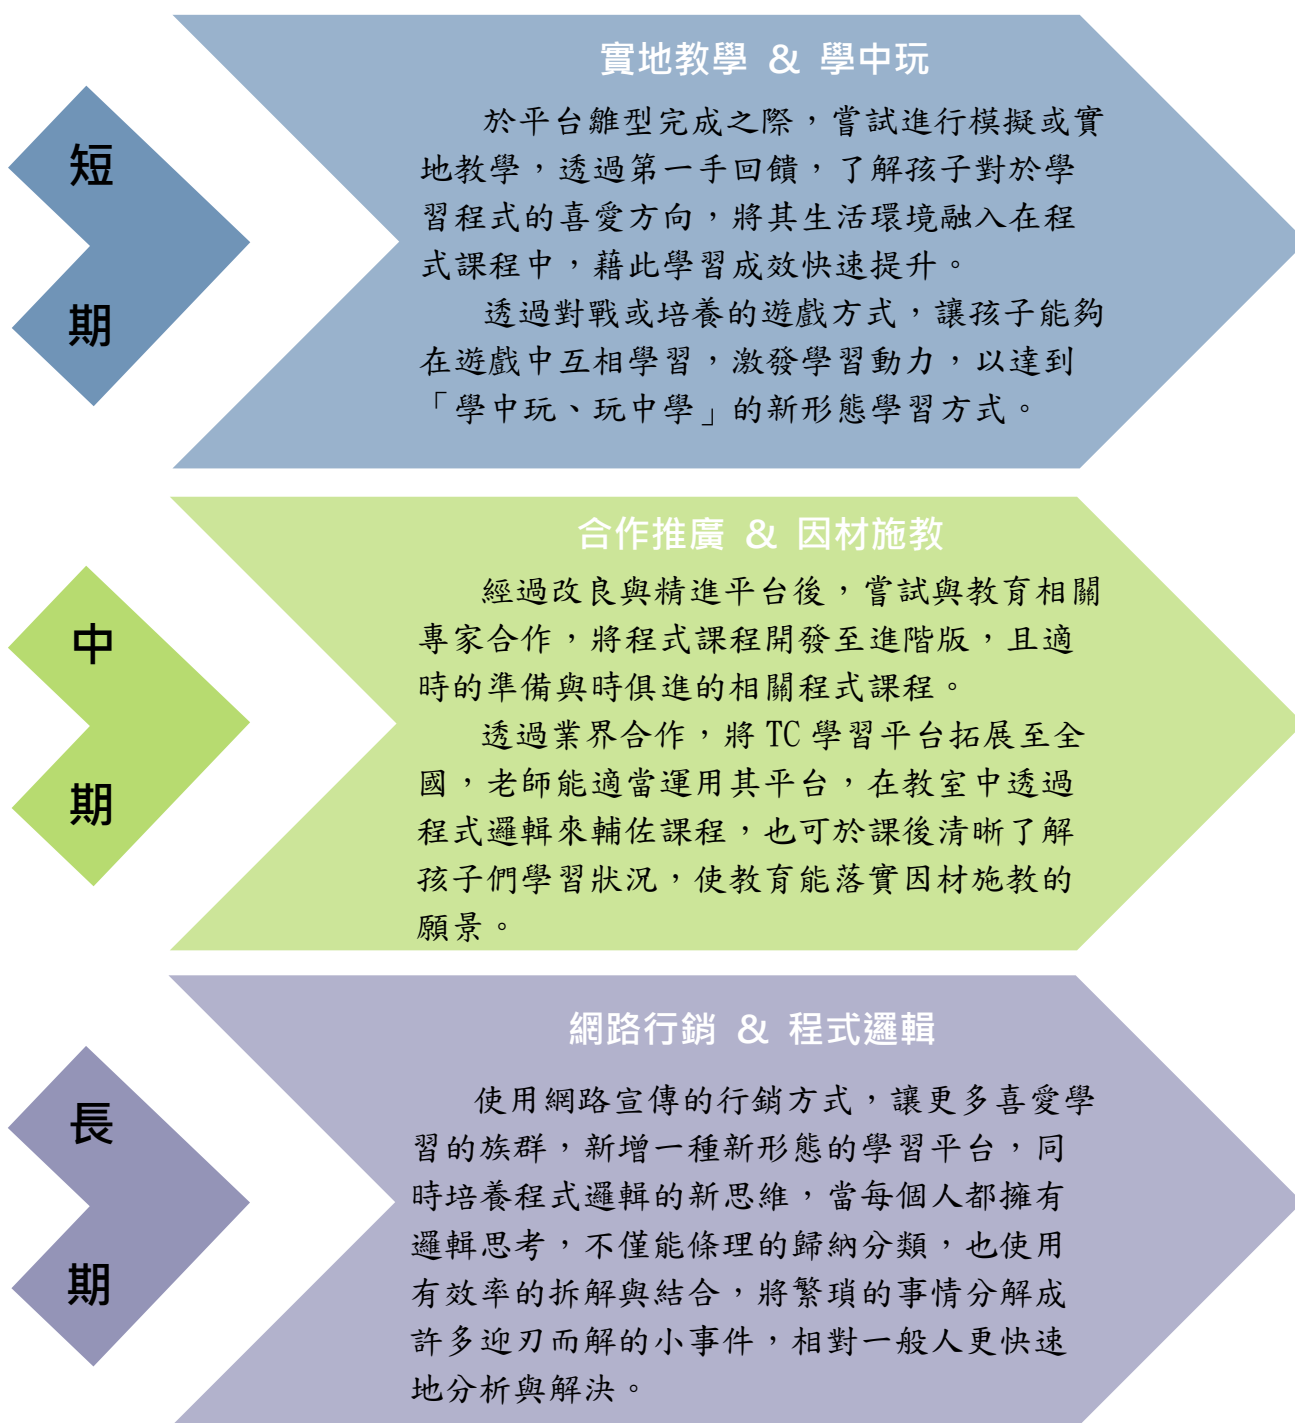 短
期
實地教學 & 學中玩
於平台雛型完成之際，嘗試進行模擬或實
地教學，透過第一手回饋，了解孩子對於學
習程式的喜愛方向，將其生活環境融入在程
式課程中，藉此學習成效快速提升。
透過對戰或培養的遊戲方式，讓孩子能夠
在遊戲中互相學習，激發學習動力，以達到
「學中玩、玩中學」的新形態學習方式。
中
期
合作推廣 & 因材施教
經過改良與精進平台後，嘗試與教育相關
專家合作，將程式課程開發至進階版，且適
時的準備與時俱進的相關程式課程。
透過業界合作，將 TC 學習平台拓展至全
國，老師能適當運用其平台，在教室中透過
程式邏輯來輔佐課程，也可於課後清晰了解
孩子們學習狀況，使教育能落實因材施教的
願景。
長
期
網路行銷 & 程式邏輯
使用網路宣傳的行銷方式，讓更多喜愛學
習的族群，新增一種新形態的學習平台，同
時培養程式邏輯的新思維，當每個人都擁有
邏輯思考，不僅能條理的歸納分類，也使用
有效率的拆解與結合，將繁瑣的事情分解成
許多迎刃而解的小事件，相對一般人更快速
地分析與解決。